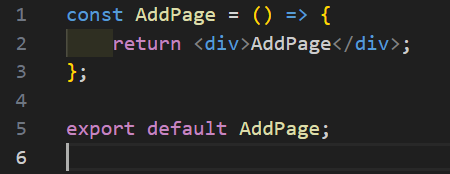 1 const AddPage = () => {
2     return <div>AddPage</div>;
3 };
4
5 export default AddPage;
6